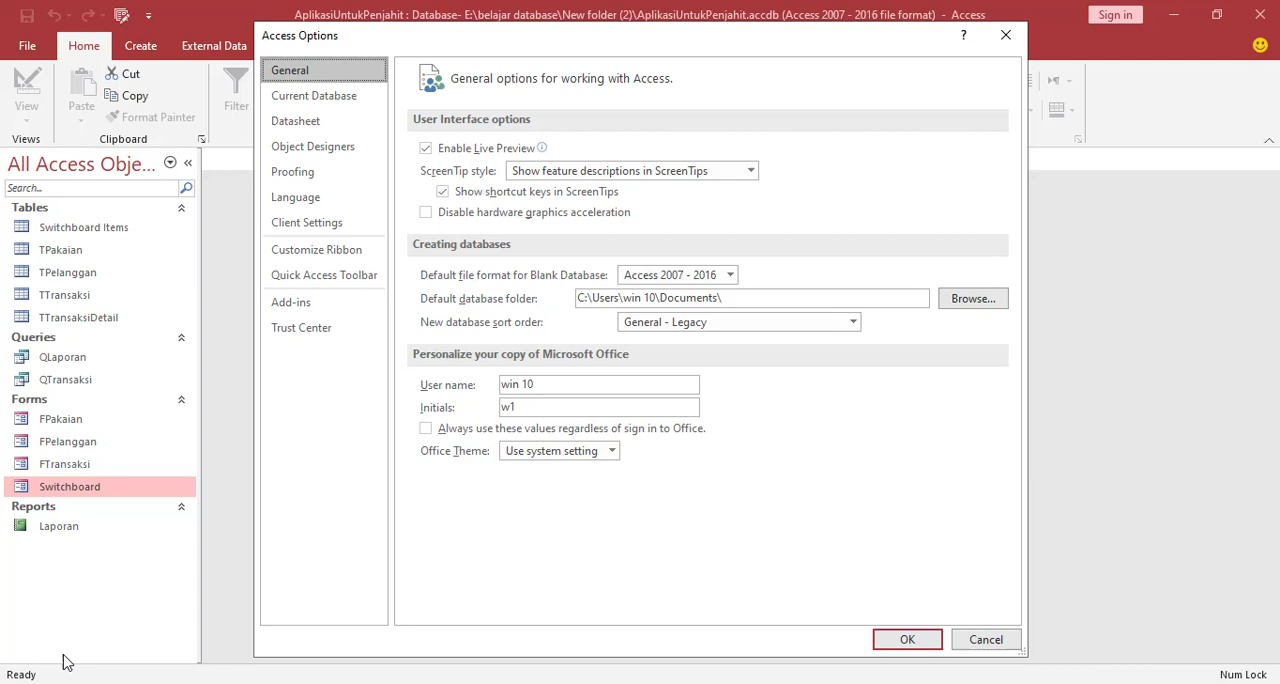 AplikasiUntukPenjahit : Database- E:\belajar database\New folder (2)\AplikasiUntukPenjahit.accdb (Access 2007 - 2016 file format) - Access
Sign in
File Home Create External Data
View
Views
Paste
Cut
Copy
Format Painter
Clipboard
Filter
All Access Obje...
Search...
Tables
Switchboard Items
TPakaian
TPelanggan
TTransaksi
TTransaksiDetail
Queries
QLaporan
QTransaksi
Forms
FPakaian
FPelanggan
FTransaksi
Switchboard
Reports
Laporan
Access Options
?
General
Current Database
Datasheet
Object Designers
Proofing
Language
Client Settings
Customize Ribbon
Quick Access Toolbar
Add-ins
Trust Center
General options for working with Access.
User Interface options
Enable Live Preview
ScreenTip style: Show feature descriptions in ScreenTips
Show shortcut keys in ScreenTips
Disable hardware graphics acceleration
Creating databases
Default file format for Blank Database: Access 2007 - 2016
Default database folder: C:\Users\win 10\Documents\ Browse...
New database sort order: General - Legacy
Personalize your copy of Microsoft Office
User name: win 10
Initials: w1
Always use these values regardless of sign in to Office.
Office Theme: Use system setting
OK Cancel
Ready Num Lock